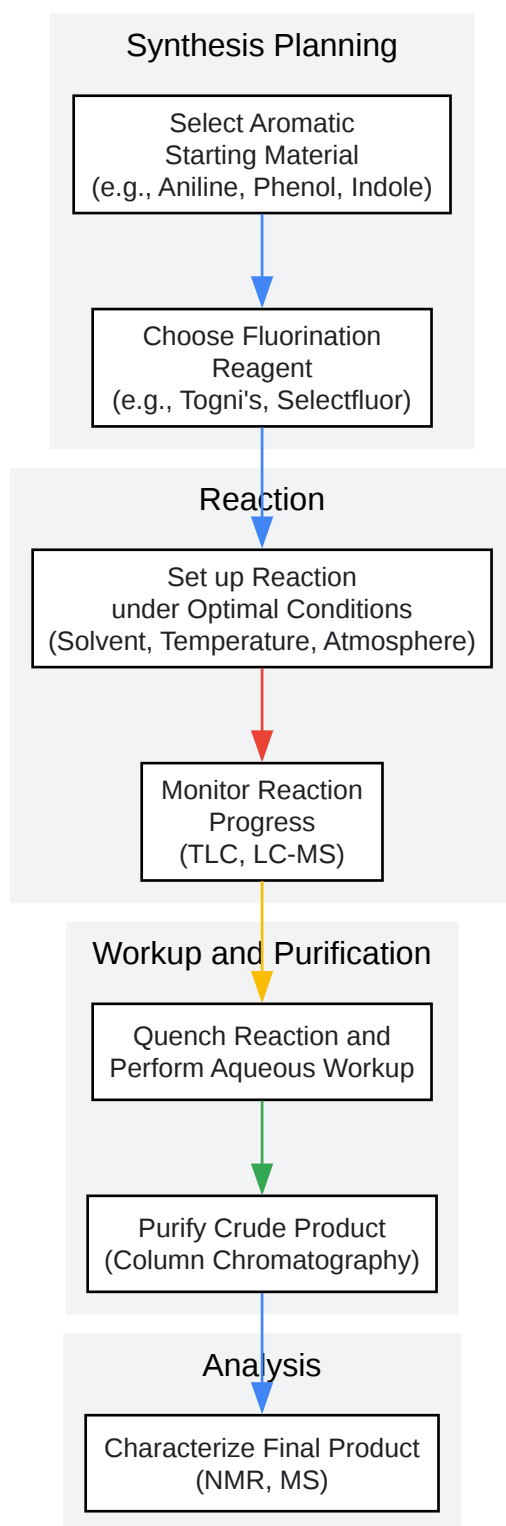 Synthesis Planning
Select Aromatic
Starting Material
(e.g., Aniline, Phenol, Indole)
Choose Fluorination
Reagent
(e.g., Togni's, Selectfluor)
Reaction
Set up Reaction
under Optimal Conditions
(Solvent, Temperature, Atmosphere)
Monitor Reaction
Progress
(TLC, LC-MS)
Workup and Purification
Quench Reaction and
Perform Aqueous Workup
Purify Crude Product
(Column Chromatography)
Analysis
Characterize Final Product
(NMR, MS)